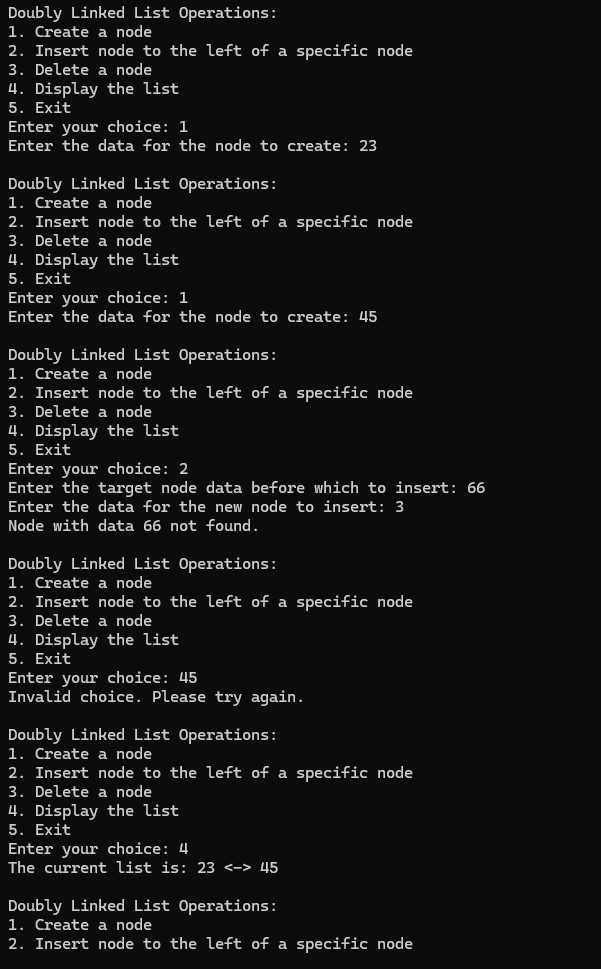 Doubly Linked List Operations:
1. Create a node
2. Insert node to the left of a specific node
3. Delete a node
4. Display the list
5. Exit
Enter your choice: 1
Enter the data for the node to create: 23
Doubly Linked List Operations:
1. Create a node
2. Insert node to the left of a specific node
3. Delete a node
4. Display the list
5. Exit
Enter your choice: 1
Enter the data for the node to create: 45
Doubly Linked List Operations:
1. Create a node
2. Insert node to the left of a specific node
3. Delete a node
4. Display the list
5. Exit
Enter your choice: 2
Enter the target node data before which to insert: 66
Enter the data for the new node to insert: 3
Node with data 66 not found.
Doubly Linked List Operations:
1. Create a node
2. Insert node to the left of a specific node
3. Delete a node
4. Display the list
5. Exit
Enter your choice: 45
Invalid choice. Please try again.
Doubly Linked List Operations:
1. Create a node
2. Insert node to the left of a specific node
3. Delete a node
4. Display the list
5. Exit
Enter your choice: 4
The current list is: 23 <-> 45
Doubly Linked List Operations:
1. Create a node
2. Insert node to the left of a specific node